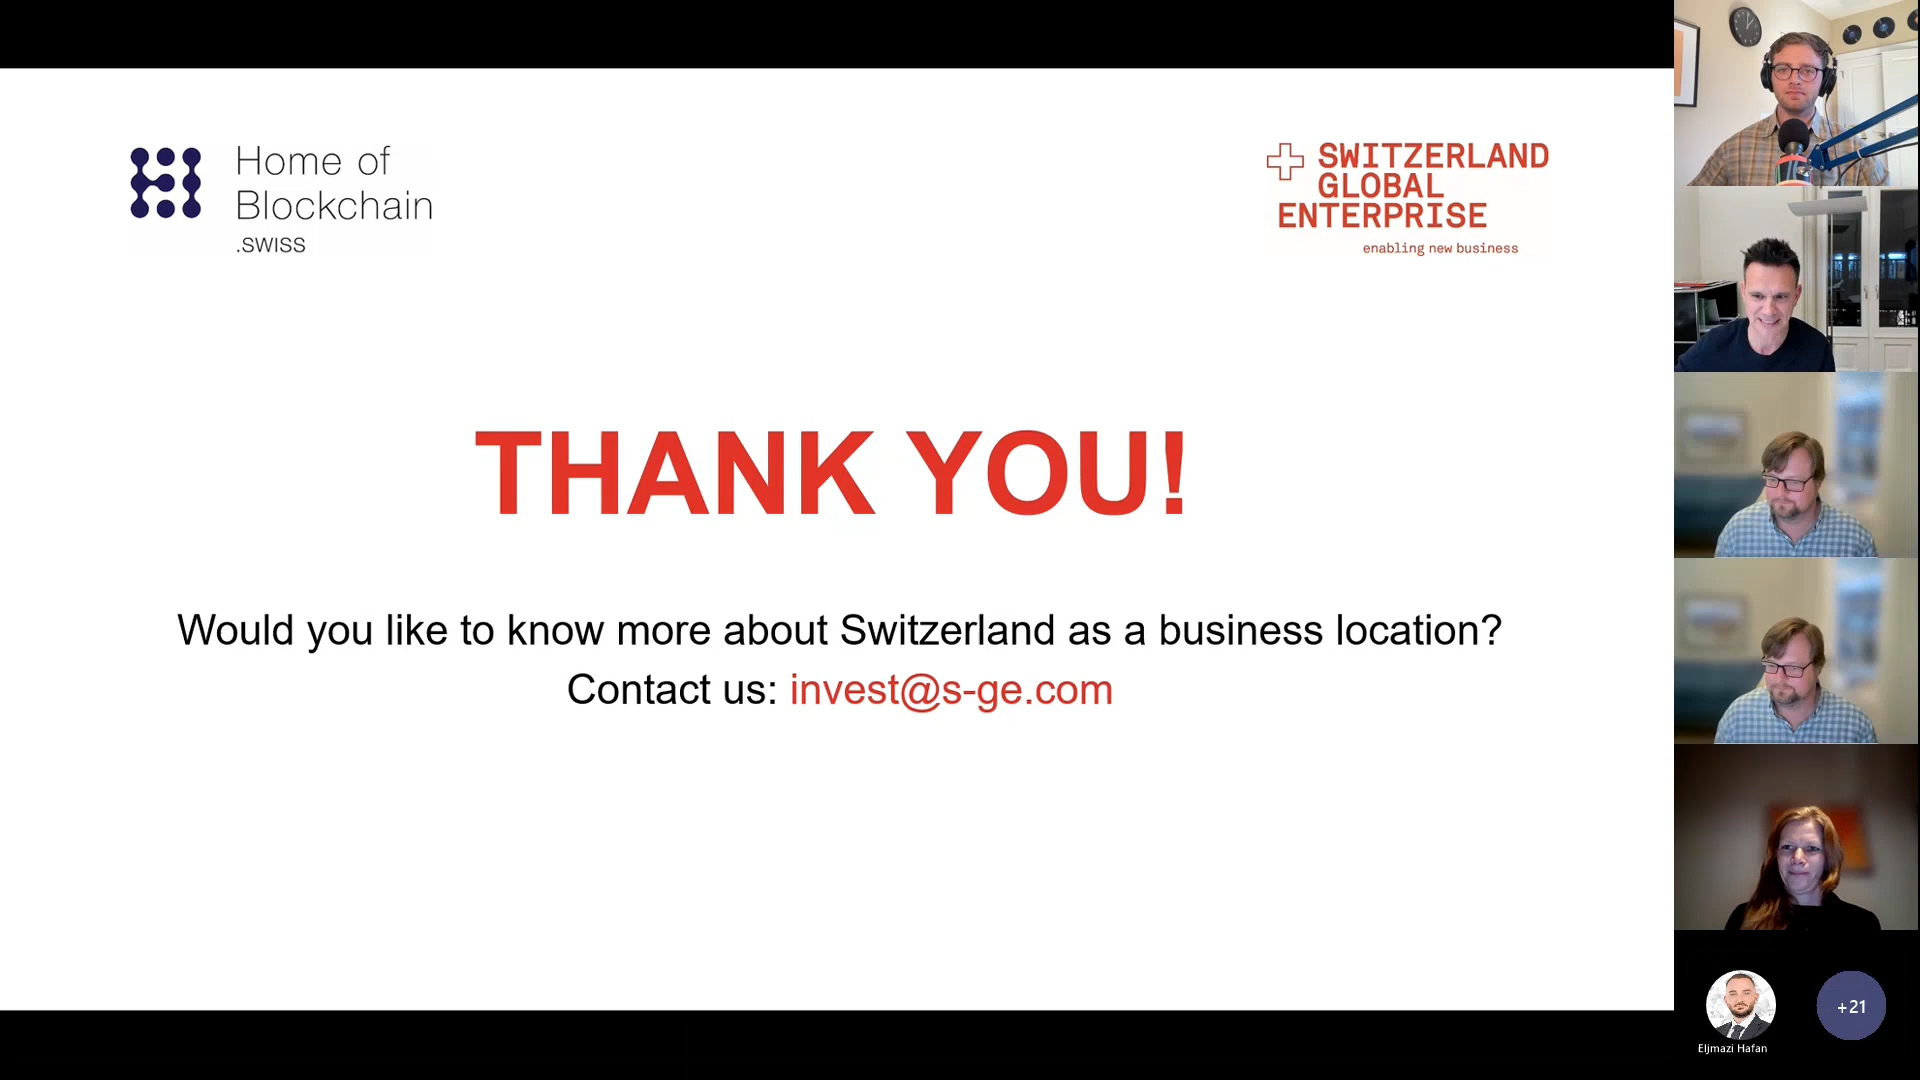 Home of
Blockchain
.swiss
SWITZERLAND
GLOBAL
ENTERPRISE
enabling new business
THANK YOU!
Would you like to know more about Switzerland as a business location?
Contact us: invest@s-ge.com
+21
Eljmazi Hafan